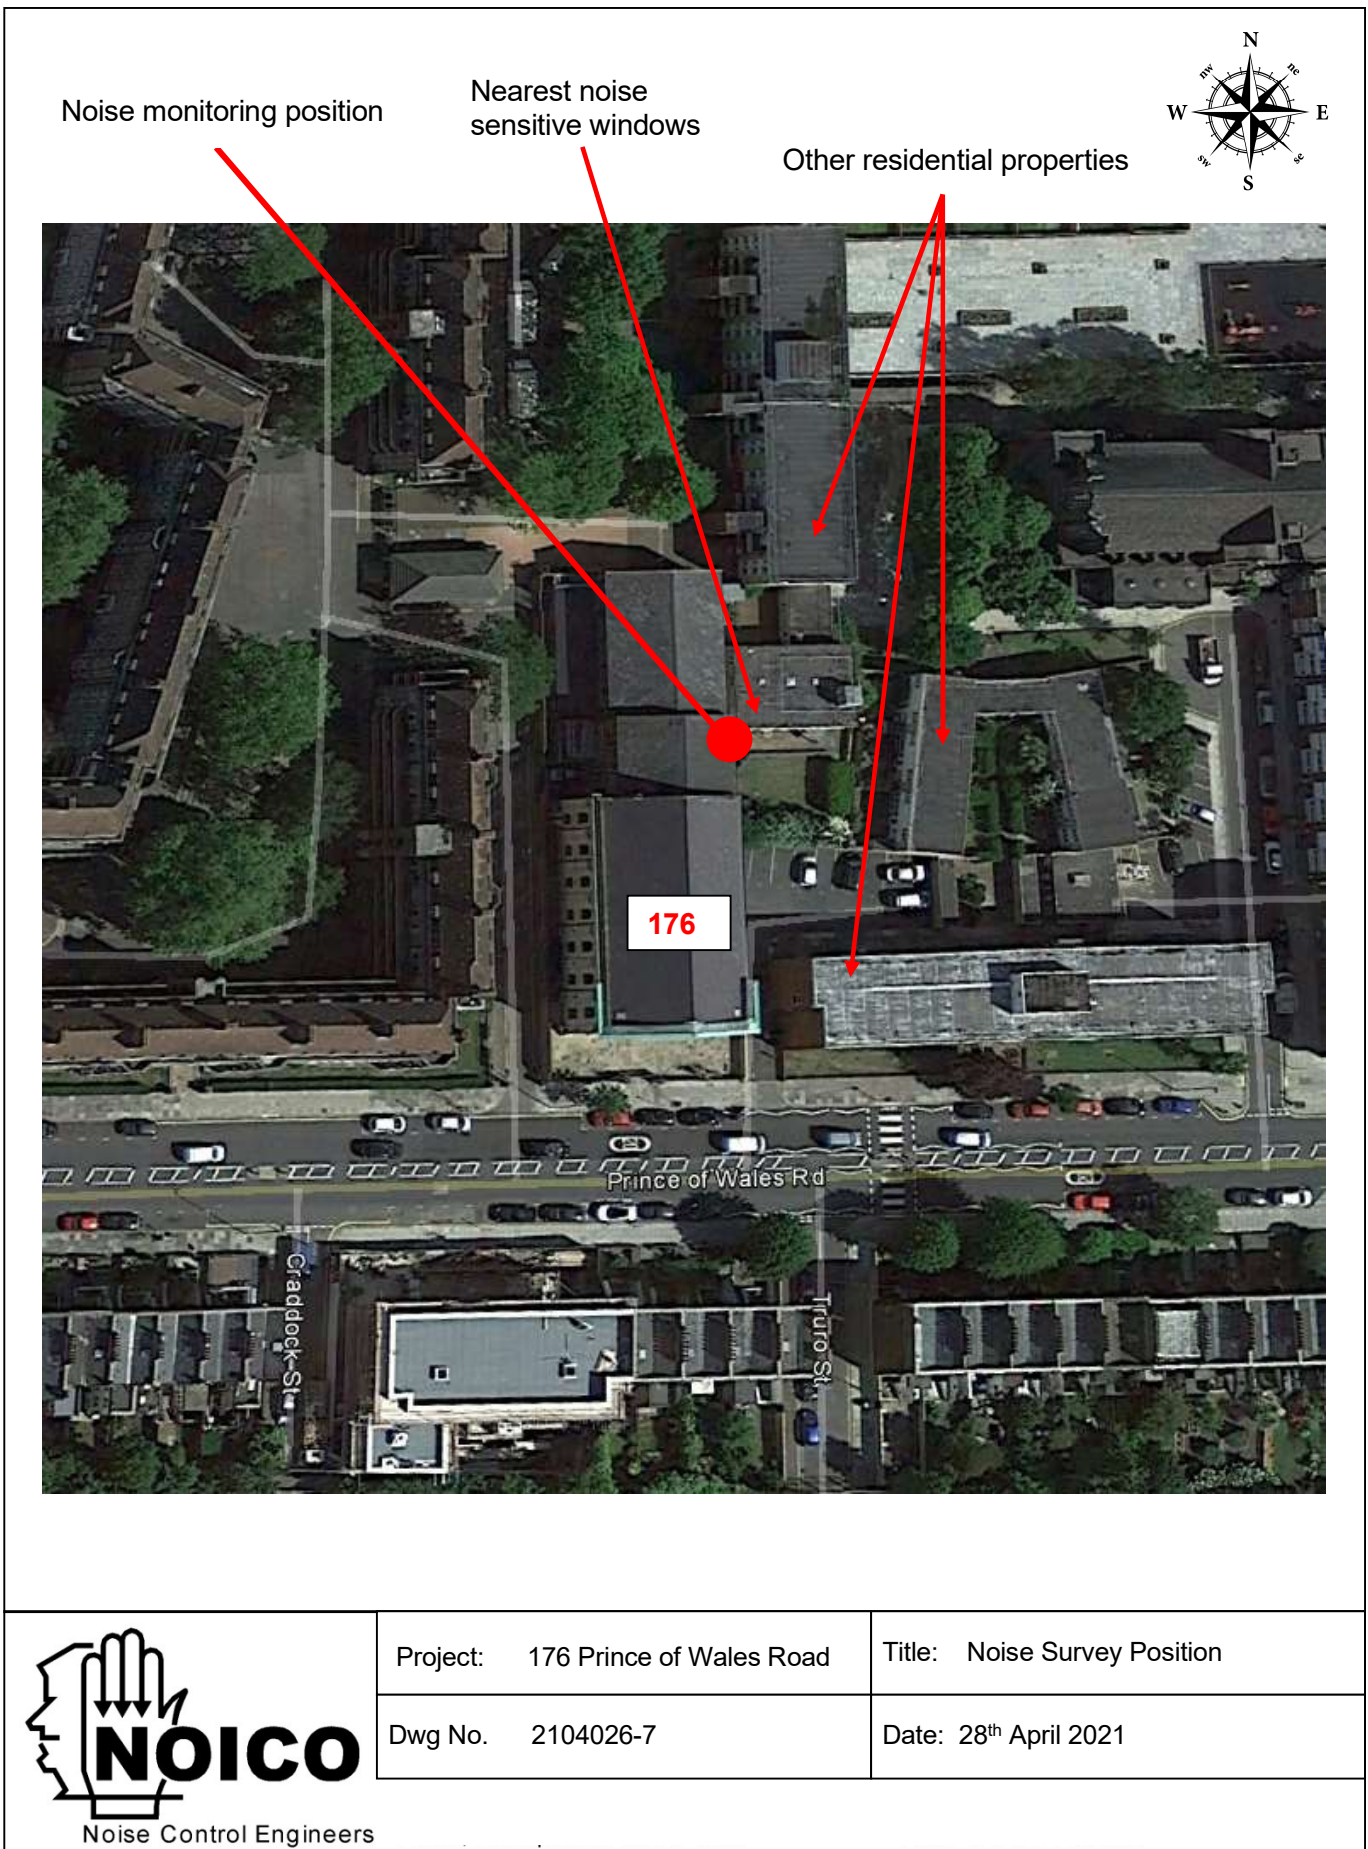 N
nw
ne
W
E
sw
se
S
Noise monitoring position
Nearest noise
sensitive windows
Other residential properties
176
Prince of Wales Rd
Craddock St
Truro St
Project: 176 Prince of Wales Road
Title: Noise Survey Position
Dwg No. 2104026-7
Date: 28th April 2021
NOICO
Noise Control Engineers